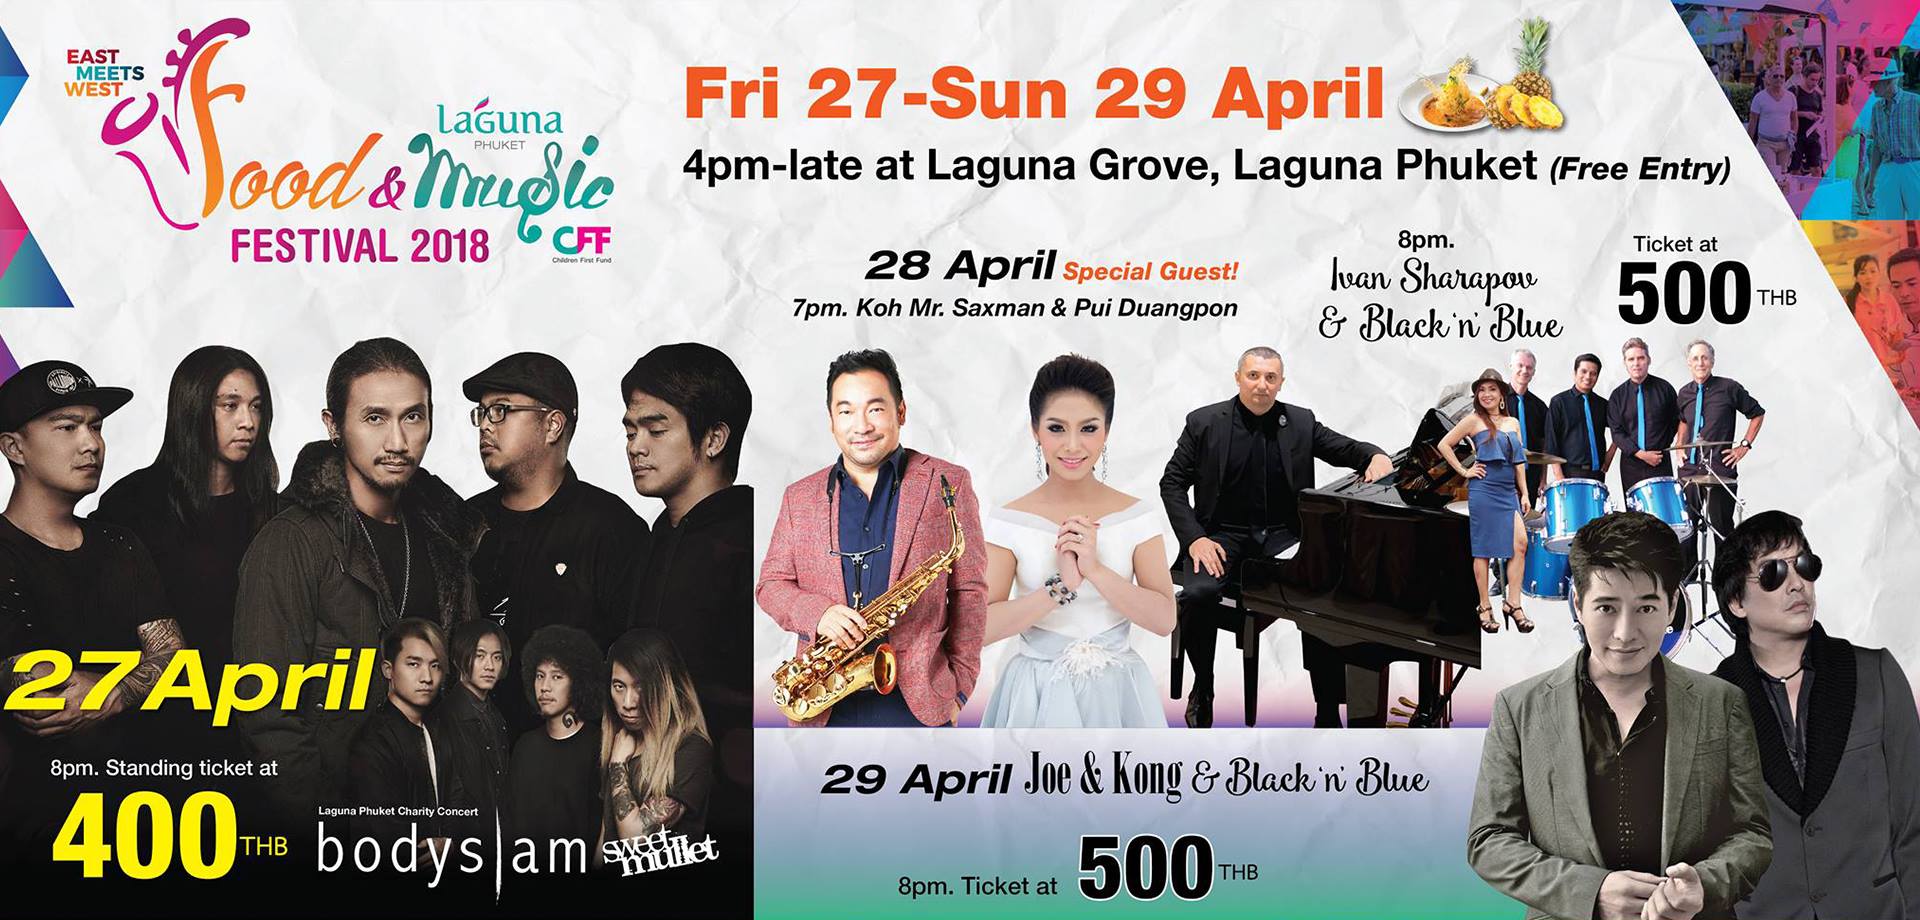 EAST
MEETS
WEST
Food & Music
Laguna
PHUKET
FESTIVAL 2018
CFF
Children First Fund
Fri 27-Sun 29 April
4pm-late at Laguna Grove, Laguna Phuket (Free Entry)
28 April Special Guest!
7pm. Koh Mr. Saxman & Pui Duangpon
8pm.
Ivan Sharapov
& Black 'n' Blue
Ticket at
500 THB
27 April
8pm. Standing ticket at
400 THB
Laguna Phuket Charity Concert
bodyslam
sweet
mullet
29 April Joe & Kong & Black 'n' Blue
8pm. Ticket at 500 THB